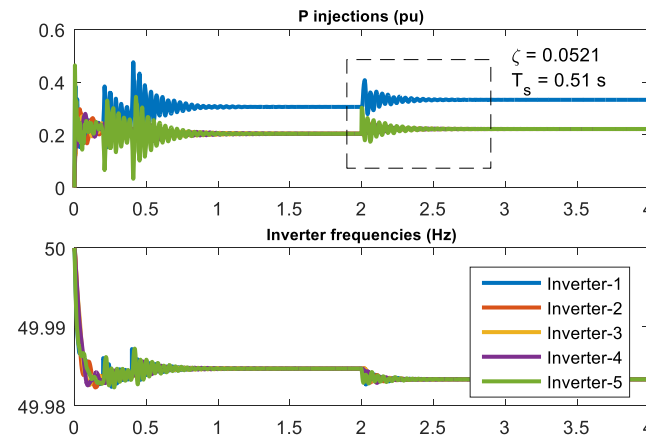 P injections (pu)
0.6
0.4
0.2
0
ζ = 0.0521
Ts = 0.51 s
0 0.5 1 1.5 2 2.5 3 3.5 4
Inverter frequencies (Hz)
50
49.99
49.98
Inverter-1
Inverter-2
Inverter-3
Inverter-4
Inverter-5
0 0.5 1 1.5 2 2.5 3 3.5 4